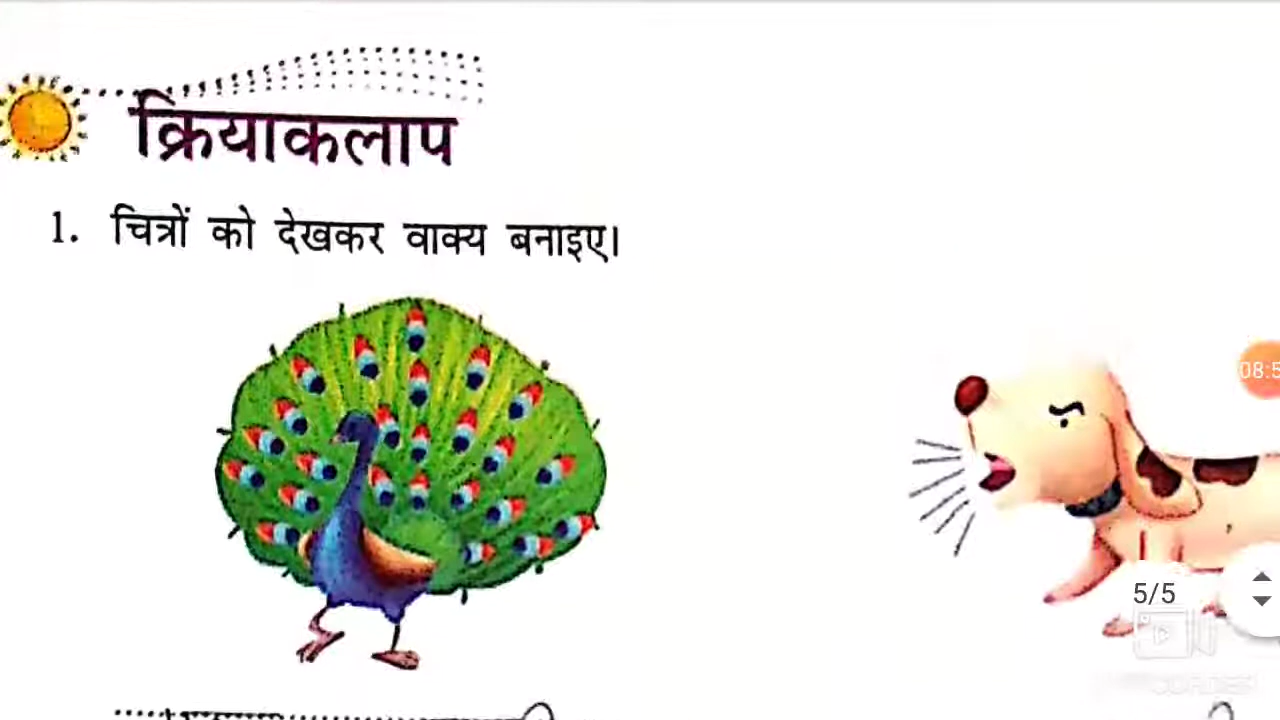 क्रियाकलाप
1. चित्रों को देखकर वाक्य बनाइए।
5/5